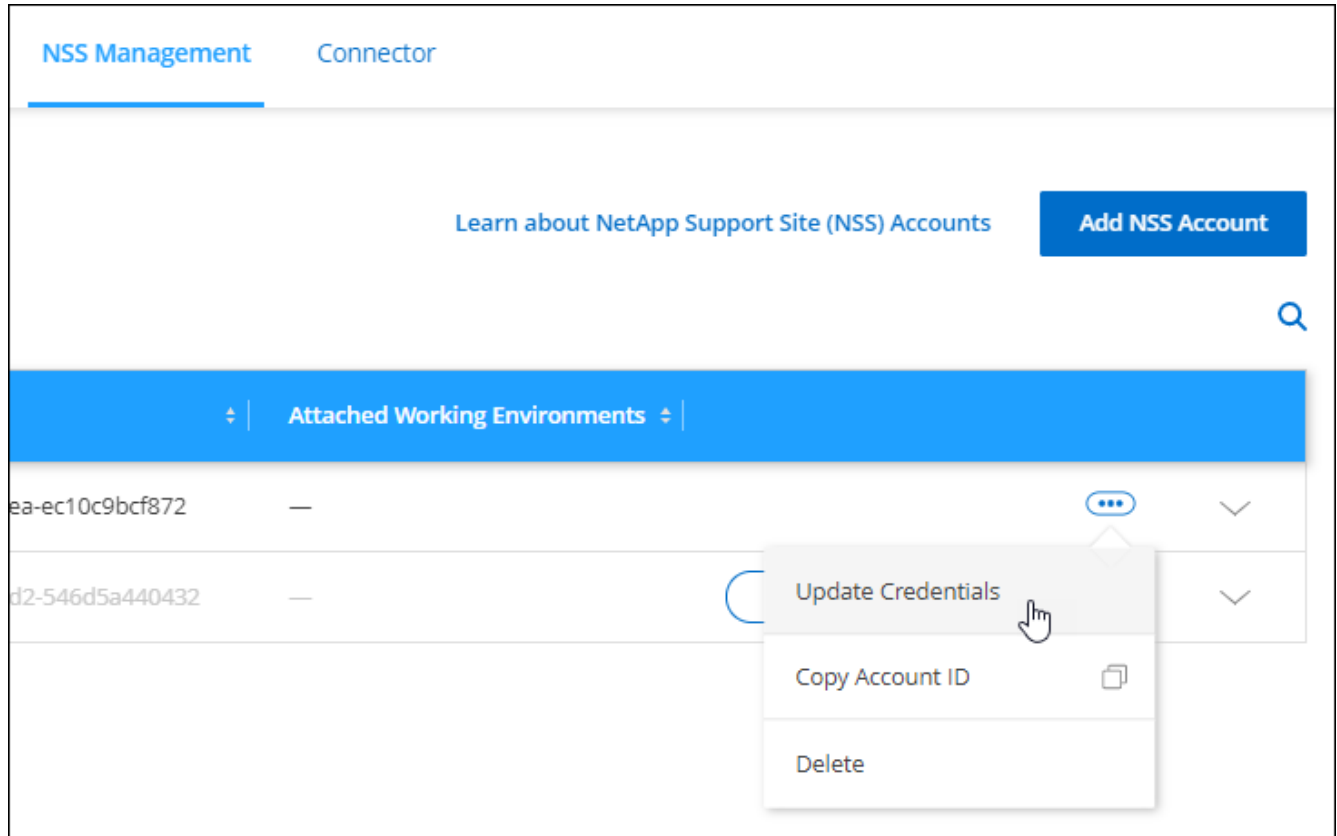 NSS Management Connector
Learn about NetApp Support Site (NSS) Accounts Add NSS Account
Attached Working Environments
ea-ec10c9bcf872 —
d2-546d5a440432 —
Update Credentials
Copy Account ID
Delete